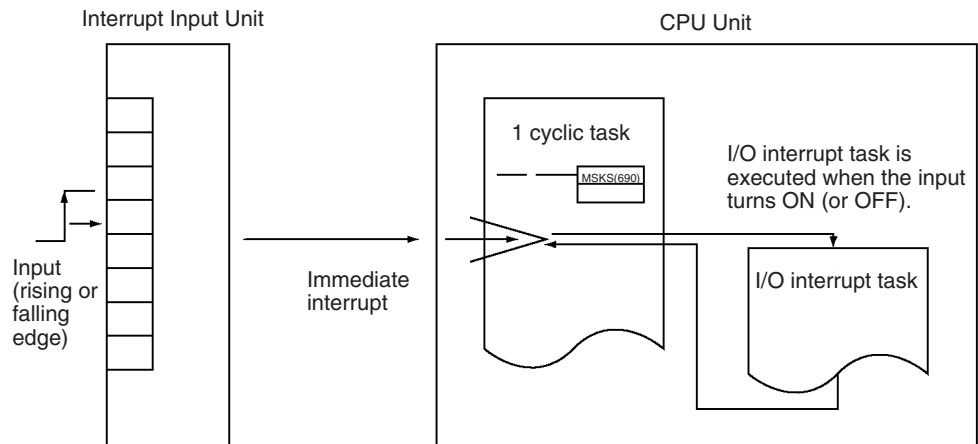 Interrupt Input Unit
CPU Unit
1 cyclic task
MSKS(690)
I/O interrupt task is
executed when the input
turns ON (or OFF).
Input
(rising or
falling
edge)
Immediate
interrupt
I/O interrupt task